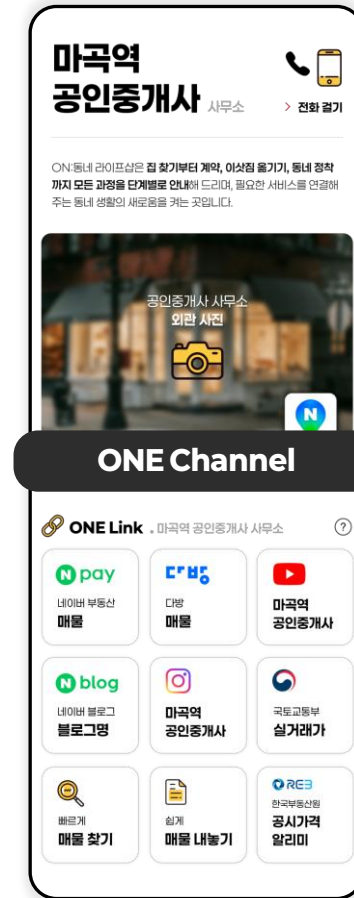 마곡역
공인중개사 사무소
> 전화 걸기
ON:동네 라이프샵은 집 찾기부터 계약, 이삿짐 옮기기, 동네 정착
까지 모든 과정을 단계별로 안내해 드리며, 필요한 서비스를 연결해
주는 동네 생활의 새로움을 켜는 곳입니다.
공인중개사 사무소
외관 사진
N
ONE Channel
ONE Link . 마곡역 공인중개사 사무소 ?
N pay
네이버 부동산
매물
다방
다방
매물
마곡역
공인중개사
N blog
네이버 블로그
블로그명
마곡역
공인중개사
국토교통부
실거래가
빠르게
매물 찾기
쉽게
매물 내놓기
REB
한국부동산원
공시가격
알리미